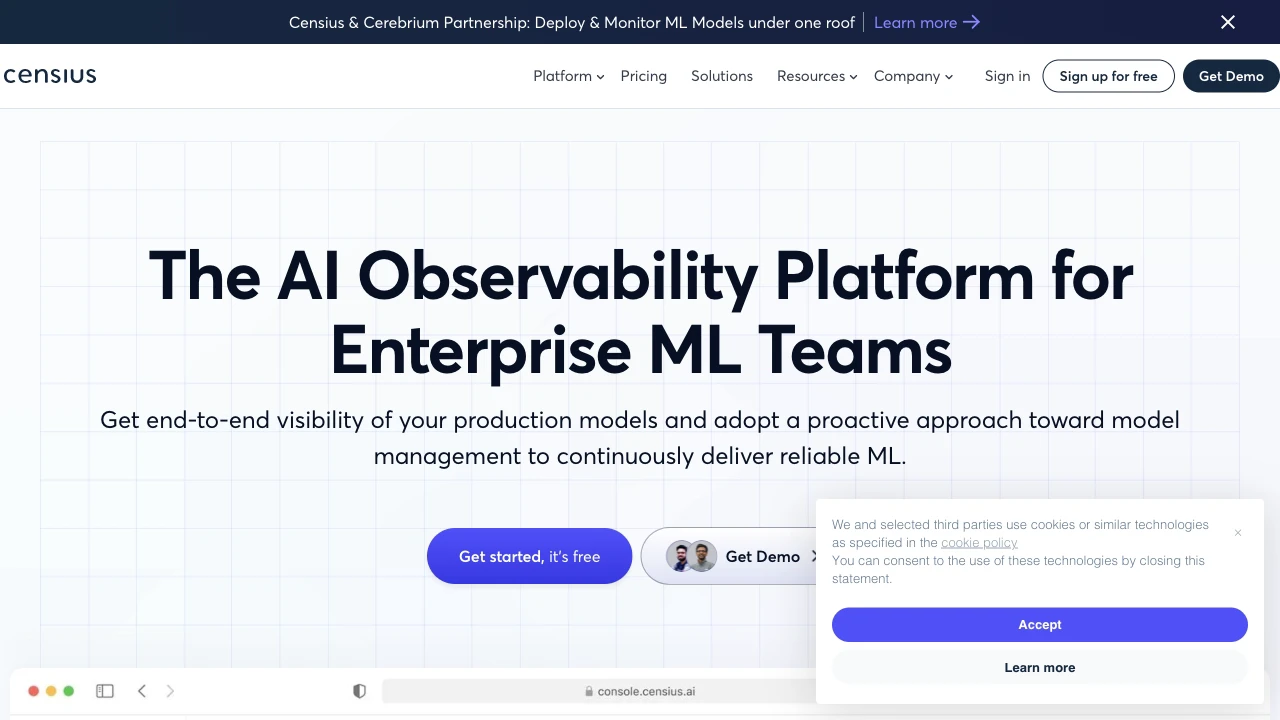 Censius & Cerebrium Partnership: Deploy & Monitor ML Models under one roof
Learn more
censius
Platform
Pricing
Solutions
Resources
Company
Sign in
Sign up for free
Get Demo
The AI Observability Platform for
Enterprise ML Teams
Get end-to-end visibility of your production models and adopt a proactive approach toward model
management to continuously deliver reliable ML.
Get started, it's free
Get Demo
We and selected third parties use cookies or similar technologies
as specified in the cookie policy
You can consent to the use of these technologies by closing this
statement.
Accept
Learn more
console.censius.ai